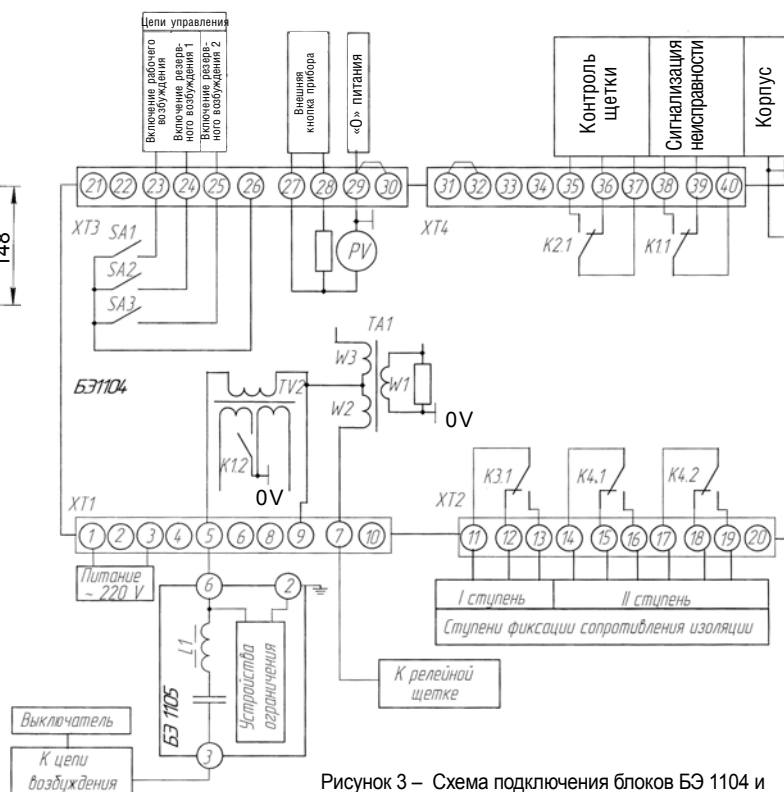 Цепи управления
Включение рабочего
возбуждения
Включение резерв-
ного возбуждения 1
Включение резерв-
ного возбуждения 2
Внешняя
кнопка прибора
«О» питания
Контроль
щетки
Сигнализация
неисправности
Корпус
21 22 23 24 25 26 27 28 29 30
31 32 33 34 35 36 37 38 39 40
148
XT3
XT4
SA1
SA2
SA3
PV
K2.1
K1.1
БЭ1104
TA1
W3
W1
W2
TV2
0V
K1.2
0V
XT1
XT2
K3.1
K4.1
K4.2
1 2 3 4 5 6 8 9 7 10
11 12 13 14 15 16 17 18 19 20
Питание
~ 220 V
6
2
I ступень
II ступень
Ступени фиксации сопротивления изоляции
L1
Устройства
ограничения
БЭ 1105
К релейной
щетке
3
Выключатель
К цепи
возбуждения
Рисунок 3 – Схема подключения блоков БЭ 1104 и